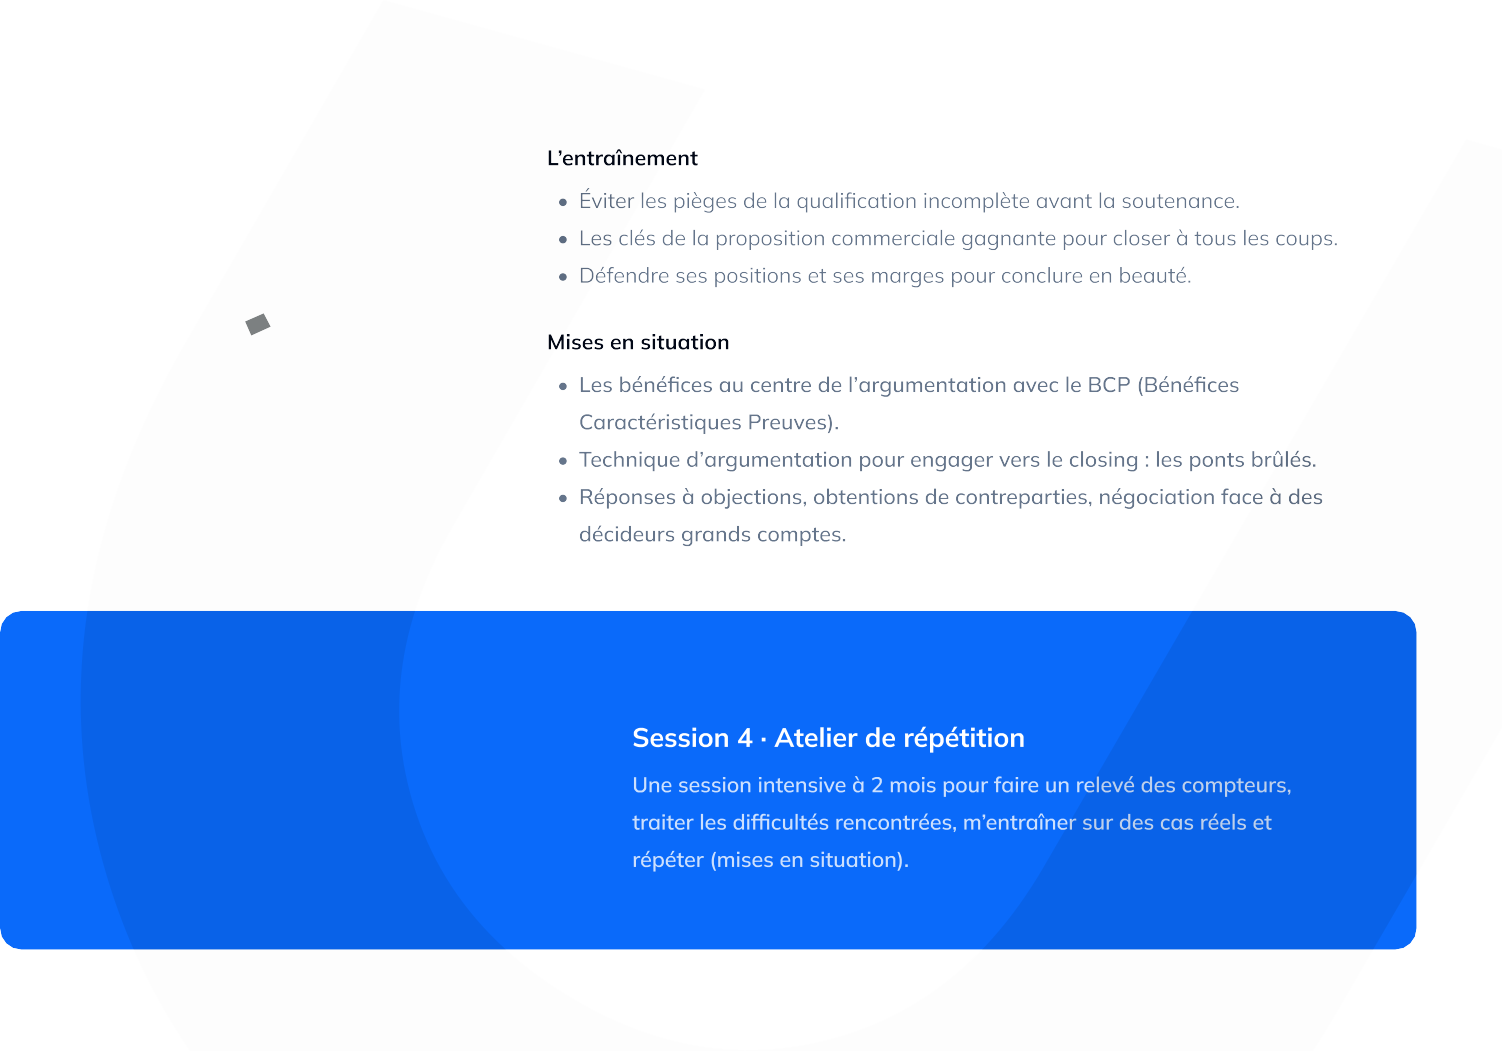 L’entraînement
• Éviter les pièges de la qualification incomplète avant la soutenance.
• Les clés de la proposition commerciale gagnante pour closer à tous les coups.
• Défendre ses positions et ses marges pour conclure en beauté.
Mises en situation
• Les bénéfices au centre de l’argumentation avec le BCP (Bénéfices
Caractéristiques Preuves).
• Technique d’argumentation pour engager vers le closing : les ponts brûlés.
• Réponses à objections, obtentions de contreparties, négociation face à des
décideurs grands comptes.
Session 4 · Atelier de répétition
Une session intensive à 2 mois pour faire un relevé des compteurs,
traiter les difficultés rencontrées, m’entraîner sur des cas réels et
répéter (mises en situation).